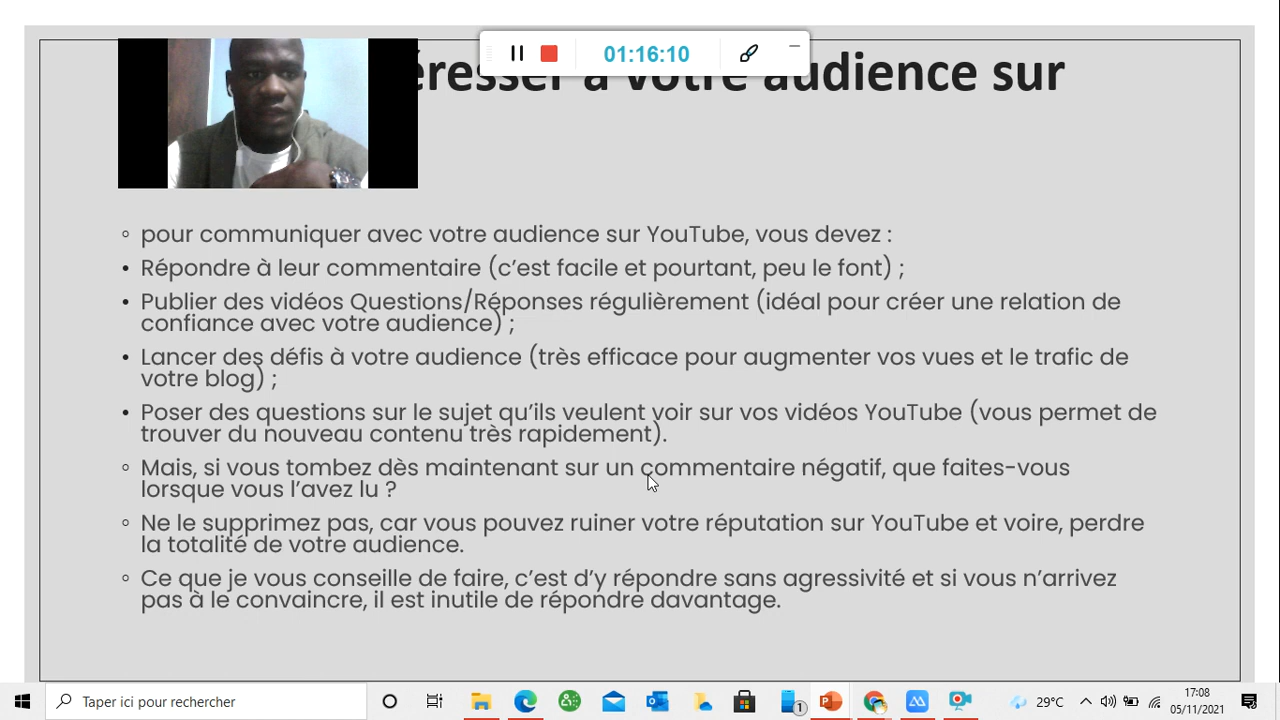 01:16:10
à votre audience sur
pour communiquer avec votre audience sur YouTube, vous devez :
Répondre à leur commentaire (c’est facile et pourtant, peu le font) ;
Publier des vidéos Questions/Réponses régulièrement (idéal pour créer une relation de
confiance avec votre audience) ;
Lancer des défis à votre audience (très efficace pour augmenter vos vues et le trafic de
votre blog) ;
Poser des questions sur le sujet qu’ils veulent voir sur vos vidéos YouTube (vous permet de
trouver du nouveau contenu très rapidement).
Mais, si vous tombez dès maintenant sur un commentaire négatif, que faites-vous
lorsque vous l’avez lu ?
Ne le supprimez pas, car vous pouvez ruiner votre réputation sur YouTube et voire, perdre
la totalité de votre audience.
Ce que je vous conseille de faire, c’est d’y répondre sans agressivité et si vous n’arrivez
pas à le convaincre, il est inutile de répondre davantage.
Taper ici pour rechercher
1
29°C
17:08
05/11/2021